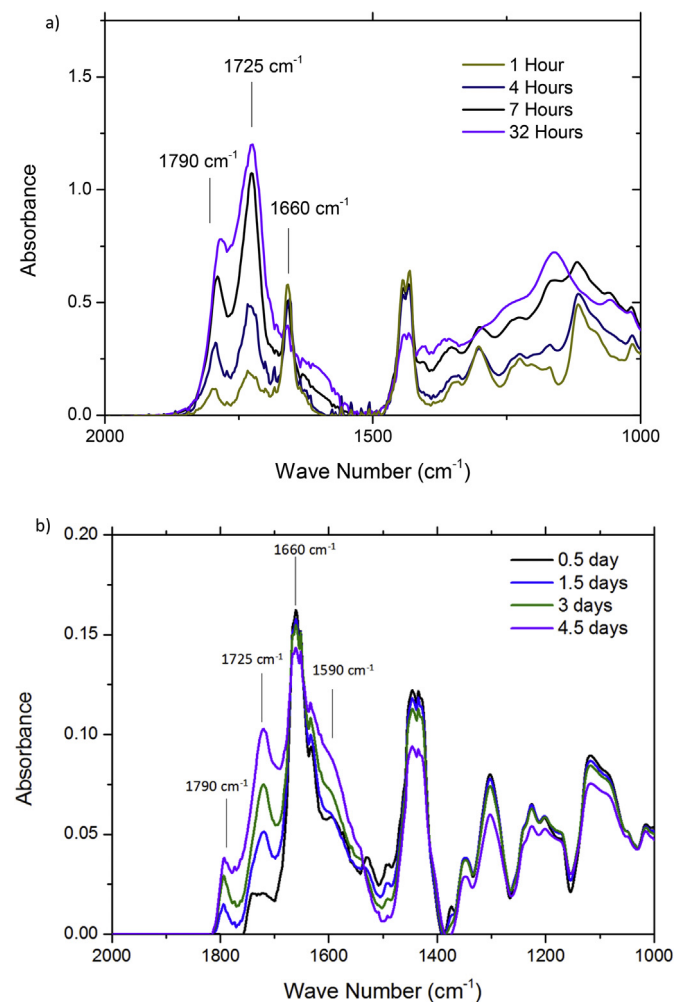 a)
1725 cm⁻¹
1790 cm⁻¹
1660 cm⁻¹
1 Hour
4 Hours
7 Hours
32 Hours
Absorbance
1.5
1.0
0.5
0.0
2000 1500 1000
Wave Number (cm⁻¹)
b)
1660 cm⁻¹
1725 cm⁻¹
1590 cm⁻¹
1790 cm⁻¹
0.5 day
1.5 days
3 days
4.5 days
Absorbance
0.20
0.15
0.10
0.05
0.00
2000 1800 1600 1400 1200 1000
Wave Number (cm⁻¹)